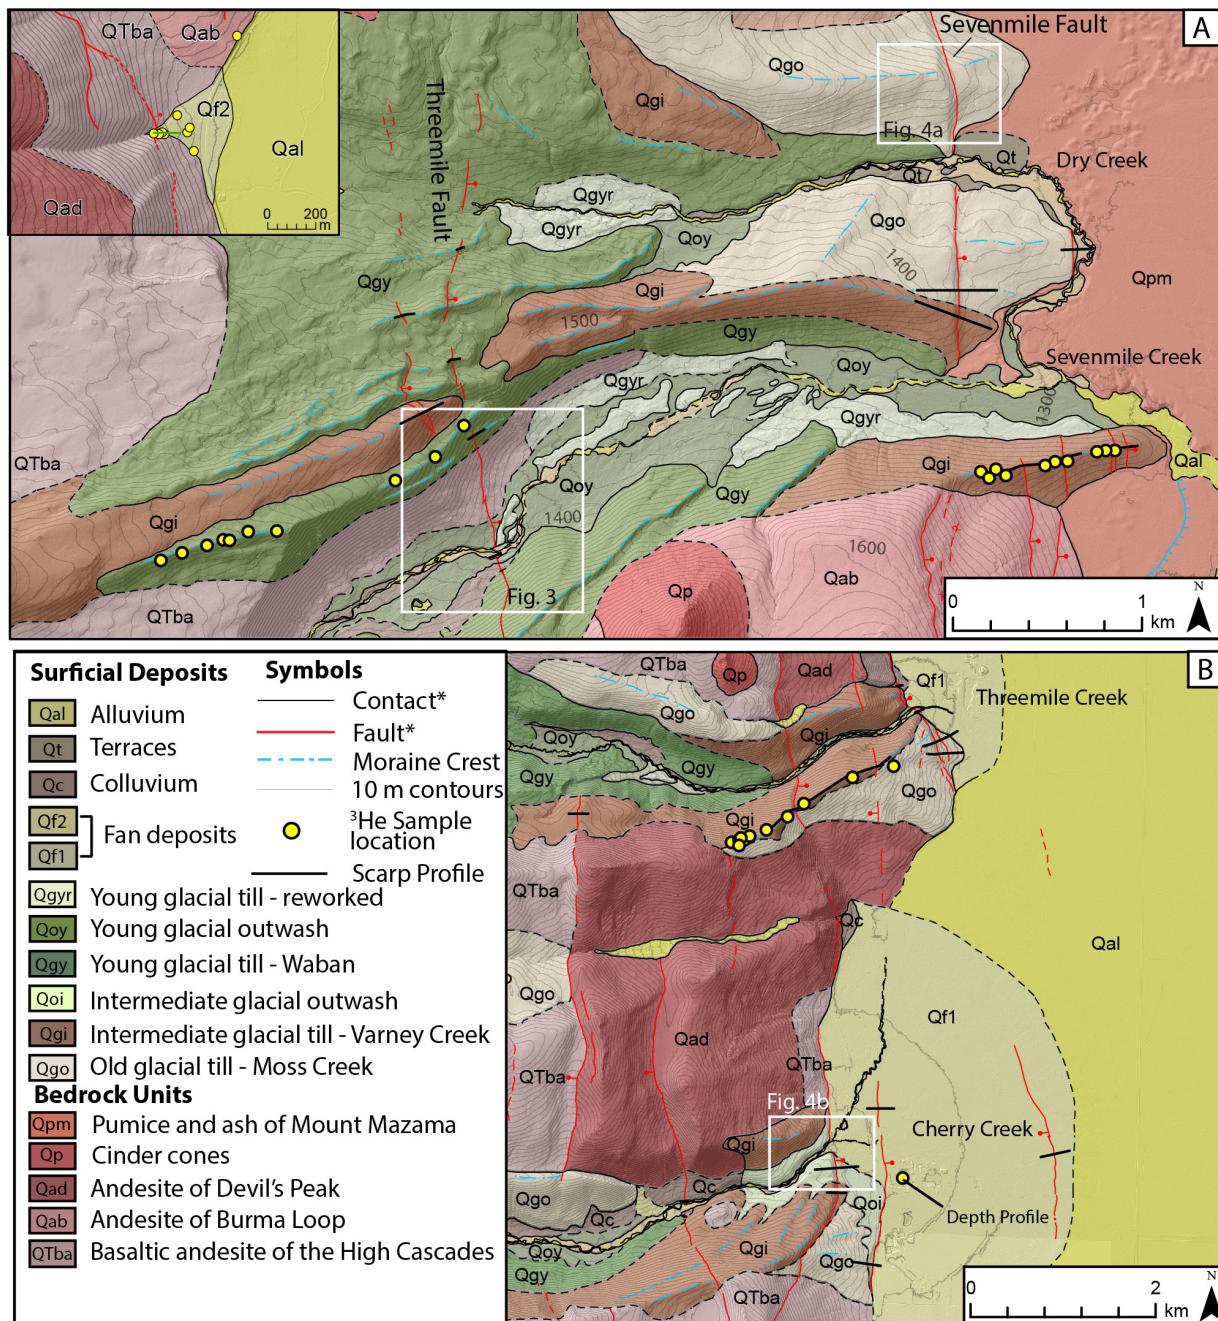 A
Sevenmile Fault
QTba
Qab
Qgo
Qgi
Qf2
Threemile Fault
Fig. 4a
Qal
Qt
Dry Creek
Qt
Qad
Qgyr
0 200
m
Qgo
Qgyr
Qoy
1400
Qgy
Qgi
Qpm
1500
Qgy
Sevenmile Creek
Qoy
Qgyr
1300
Qgyr
QTba
Qgi
Qal
Qoy
Qgy
Qgi
1400
1600
Qab
Qp
0 1
km
N
Fig. 3
QTba
B
Surficial Deposits
Qal Alluvium
Qt Terraces
Qc Colluvium
Qf2
Fan deposits
Qf1
Qgyr Young glacial till - reworked
Qoy Young glacial outwash
Qgy Young glacial till - Waban
Qoi Intermediate glacial outwash
Qgi Intermediate glacial till - Varney Creek
Qgo Old glacial till - Moss Creek
Bedrock Units
Qpm Pumice and ash of Mount Mazama
Qp Cinder cones
Qad Andesite of Devil's Peak
Qab Andesite of Burma Loop
QTba Basaltic andesite of the High Cascades
Symbols
Contact*
Fault*
Moraine Crest
10 m contours
³He Sample
location
Scarp Profile
QTba
Qp
Qad
Qf1
Threemile Creek
Qgo
Qoy
Qgi
Qgy
Qgy
Qgo
Qgi
QTba
Qc
Qal
Qgo
Qf1
Qad
QTba
QTba
Fig. 4b
Cherry Creek
Qgi
Qc
Qgo
Qc
Qoi
Depth Profile
Qoy
Qgi
Qgo
Qgy
QTba
0 2
km
N